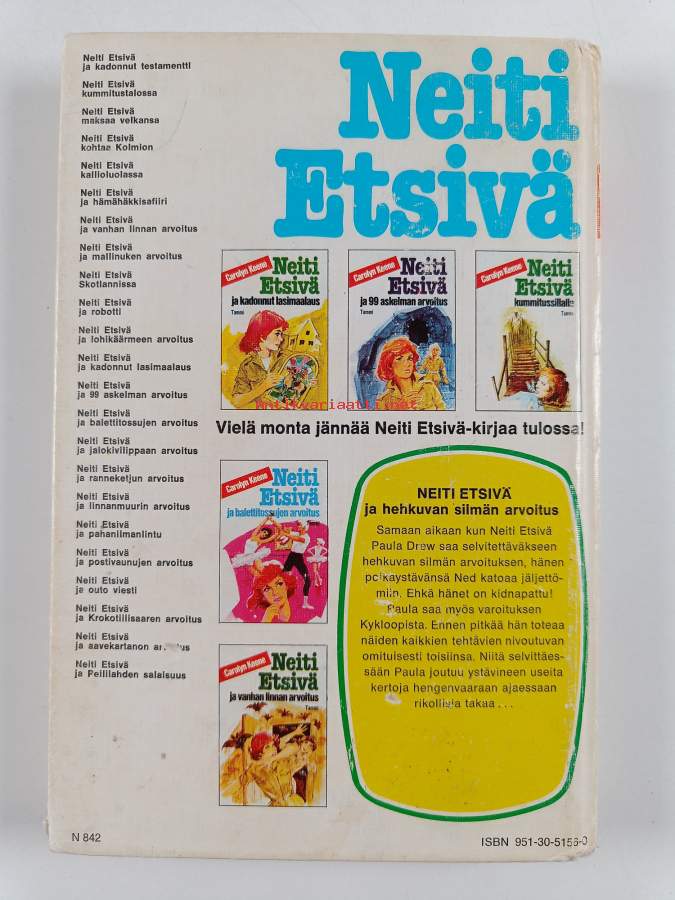 Neiti Etsivä
ja kadonnut testamentti
Neiti Etsivä
kummitustalossa
Neiti Etsivä
maksaa velkansa
Neiti Etsivä
kohtaa Kolmion
Neiti Etsivä
kallioluolassa
Neiti Etsivä
ja hämähäkkisafiiri
Neiti Etsivä
ja vanhan linnan arvoitus
Neiti Etsivä
ja mallinuken arvoitus
Neiti Etsivä
Skotlannissa
Neiti Etsivä
ja robotti
Neiti Etsivä
ja lohikäärmeen arvoitus
Neiti Etsivä
ja kadonnut lasimaalaus
Neiti Etsivä
ja 99 askelman arvoitus
Neiti Etsivä
ja balettitossujen arvoitus
Neiti Etsivä
ja jalokivilippaan arvoitus
Neiti Etsivä
ja ranneketjun arvoitus
Neiti Etsivä
ja linnanmuurin arvoitus
Neiti Etsivä
ja pahanilmanlintu
Neiti Etsivä
ja postivaunujen arvoitus
Neiti Etsivä
ja outo viesti
Neiti Etsivä
ja Krokotiilisaaren arvoitus
Neiti Etsivä
ja aavekartanon arvoitus
Neiti Etsivä
ja Peililahden salaisuus
Neiti
Etsivä
Carolyn Keene
Neiti
Etsivä
ja kadonnut lasimaalaus
Tammi
Carolyn Keene
Neiti
Etsivä
ja 99 askelman arvoitus
Tammi
Carolyn Keene
Neiti
Etsivä
kummitussillalla
Tammi
Antikvariaatti.net
Vielä monta jännää Neiti Etsivä-kirjaa tulossa!
Carolyn Keene
Neiti
Etsivä
ja balettitossujen arvoitus
Carolyn Keene
Neiti
Etsivä
ja vanhan linnan arvoitus
Tammi
NEITI ETSIVÄ
ja hehkuvan silmän arvoitus
Samaan aikaan kun Neiti Etsivä
Paula Drew saa selvitettäväkseen
hehkuvan silmän arvoituksen, hänen
poikaystävänsä Ned katoaa jäljettö-
miin. Ehkä hänet on kidnapattu!
Paula saa myös varoituksen
Kykloopista. Ennen pitkää hän toteaa
näiden kaikkien tehtävien nivoutuvan
omituisesti toisiinsa. Niitä selvittäes-
sään Paula joutuu ystävineen useita
kertoja hengenvaaraan ajaessaan
rikollisia takaa . . .
N 842
ISBN 951-30-5156-0